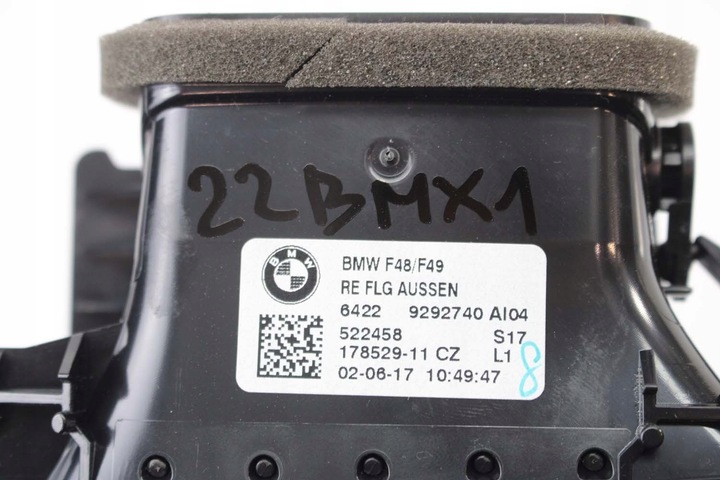 22BMX1
BMW
BMW F48/F49
RE FLG AUSSEN
6422 9292740 AI04
522458 S17
178529-11 CZ L1
02-06-17 10:49:47
8